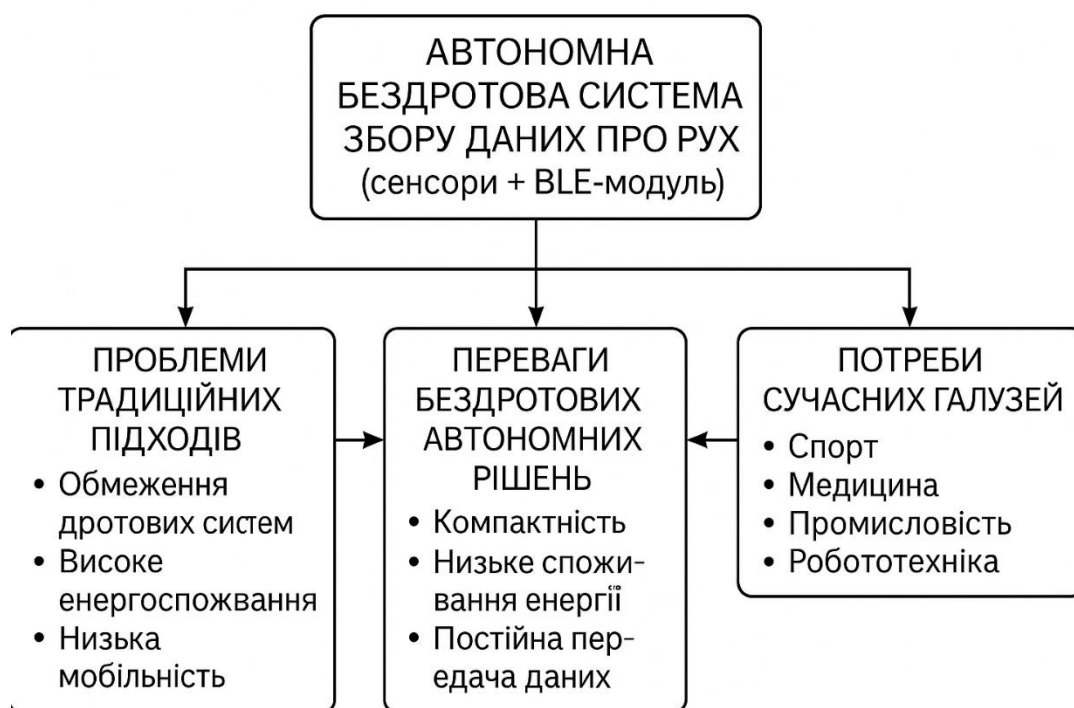 АВТОНОМНА
БЕЗДРОТОВА СИСТЕМА
ЗБОРУ ДАНИХ ПРО РУХ
(сенсори + BLE-модуль)
ПРОБЛЕМИ
ТРАДИЦІЙНИХ
ПІДХОДІВ
• Обмеження
дротових систем
• Високе
енергоспожвання
• Низька
мобільність
ПЕРЕВАГИ
БЕЗДРОТОВИХ
АВТОНОМНИХ
РІШЕНЬ
• Компактність
• Низьке спожи-
вання енергії
• Постійна пер-
едача даних
ПОТРЕБИ
СУЧАСНИХ ГАЛУЗЕЙ
• Спорт
• Медицина
• Промисловість
• Робототехніка